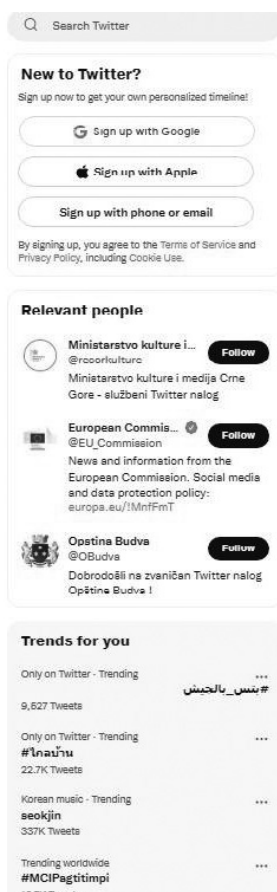 Search Twitter
New to Twitter?
Sign up now to get your own personalized timeline!
Sign up with Google
Sign up with Apple
Sign up with phone or email
By signing up, you agree to the Terms of Service and
Privacy Policy, including Cookie Use.
Relevant people
Ministarstvo kulture i...
Follow
@resorkulture
Ministarstvo kulture i medija Crne
Gore - službeni Twitter nalog
European Commis...
Follow
@EU_Commission
News and information from the
European Commission. Social media
and data protection policy:
europa.eu/!MnfFmT
Opstina Budva
Follow
@OBudva
Dobrodošli na zvaničan Twitter nalog
Opštine Budva !
Trends for you
Only on Twitter · Trending
...
#بتس_بالجيش
9,627 Tweets
Only on Twitter · Trending
...
#ไกลบ้าน
22.7K Tweets
Korean music · Trending
...
seokjin
337K Tweets
Trending worldwide
...
#MCIPagtitimpi